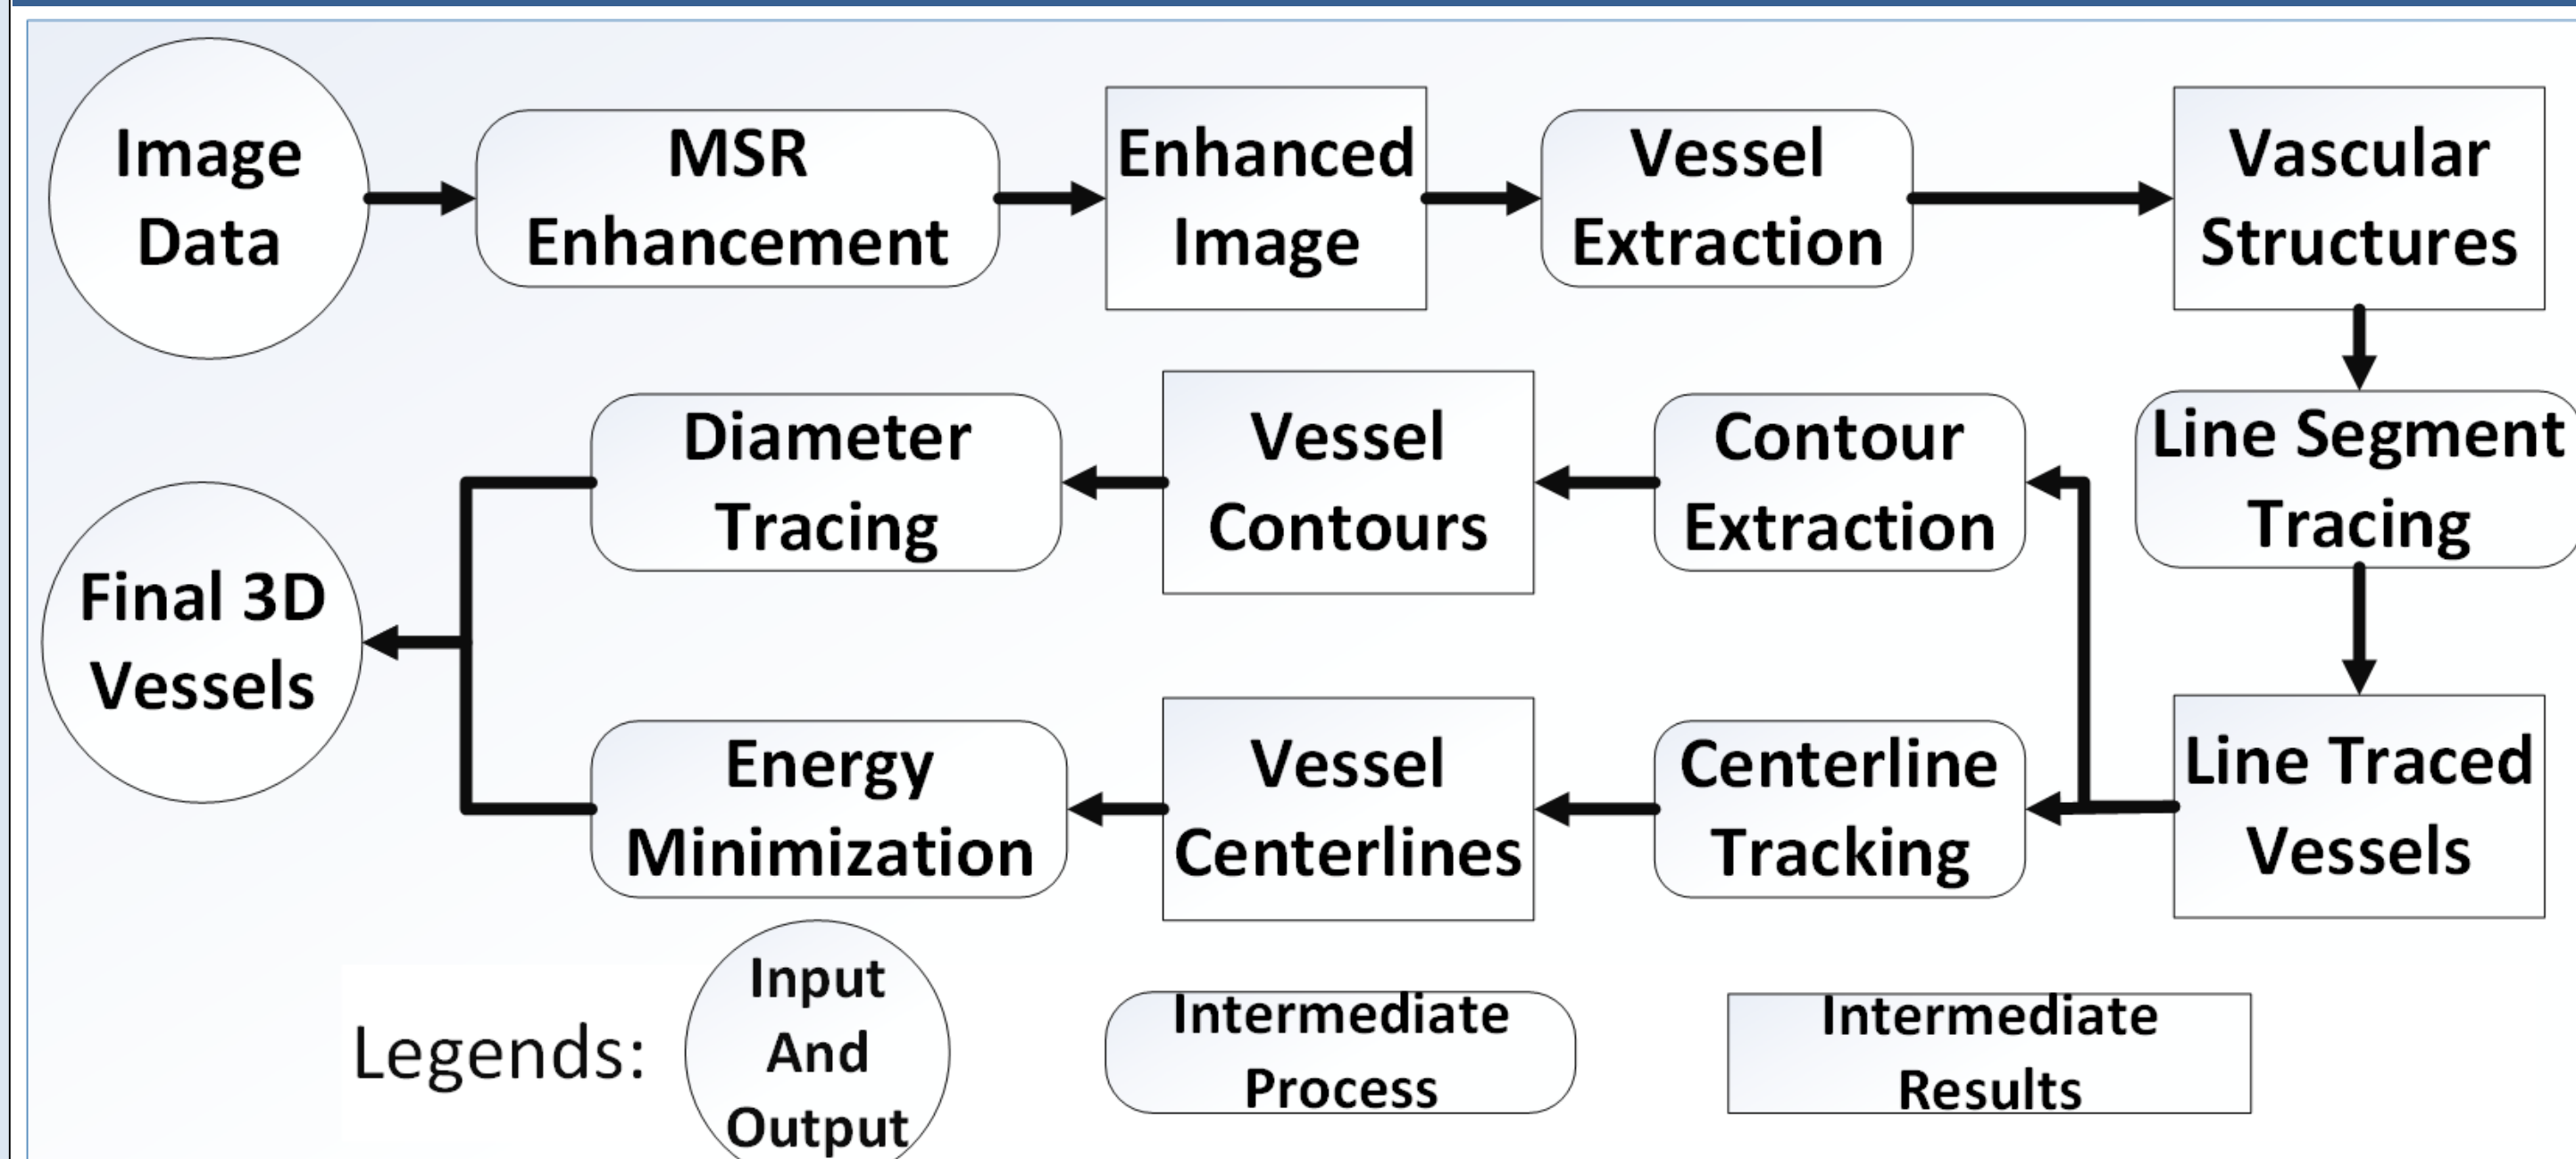 Image
Data
MSR
Enhancement
Enhanced
Image
Vessel
Extraction
Vascular
Structures
Line Segment
Tracing
Line Traced
Vessels
Contour
Extraction
Vessel
Contours
Diameter
Tracing
Centerline
Tracking
Vessel
Centerlines
Energy
Minimization
Final 3D
Vessels
Legends:
Input
And
Output
Intermediate
Process
Intermediate
Results